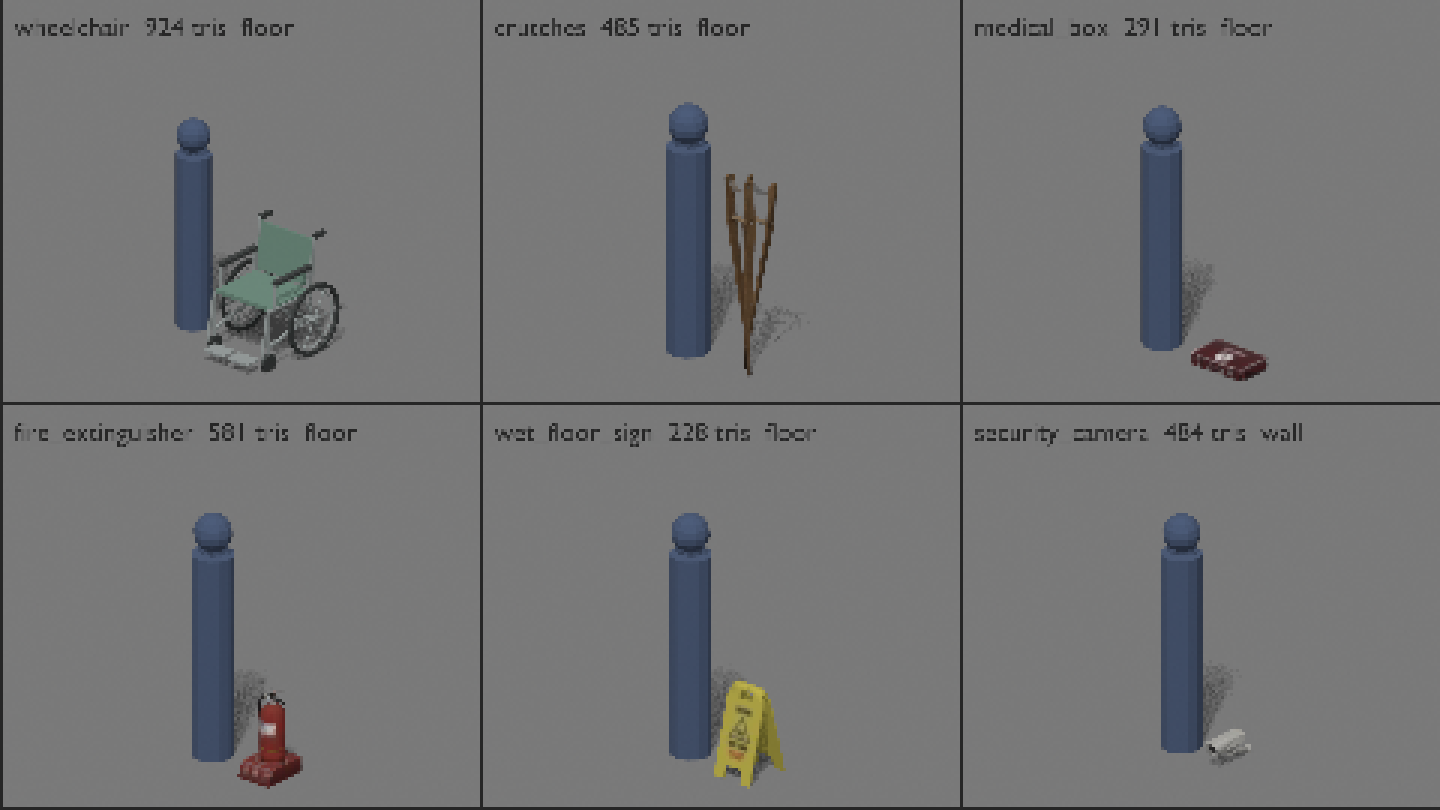 wheelchair 924 tris floor
crutches 485 tris floor
medical box 291 tris floor
fire extinguisher 581 tris floor
wet floor sign 228 tris floor
security camera 484 tris wall